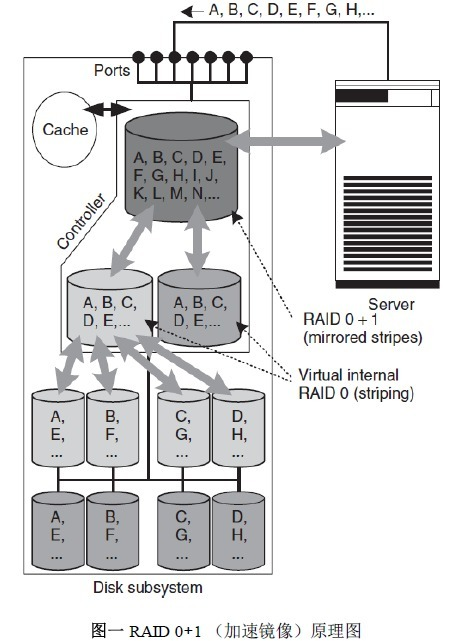 A, B, C, D, E, F, G, H,...
Ports
Cache
A, B, C, D, E,
F, G, H, I, J,
K, L, M, N,...
Controller
Server
A, B, C,
D, E,...
A, B, C,
D, E,...
RAID 0 + 1
(mirrored stripes)
Virtual internal
RAID 0 (striping)
A,
E,
...
B,
F,
...
C,
G,
...
D,
H,
...
A,
E,
...
B,
F,
...
C,
G,
...
D,
H,
...
Disk subsystem
图一 RAID 0+1 （加速镜像）原理图